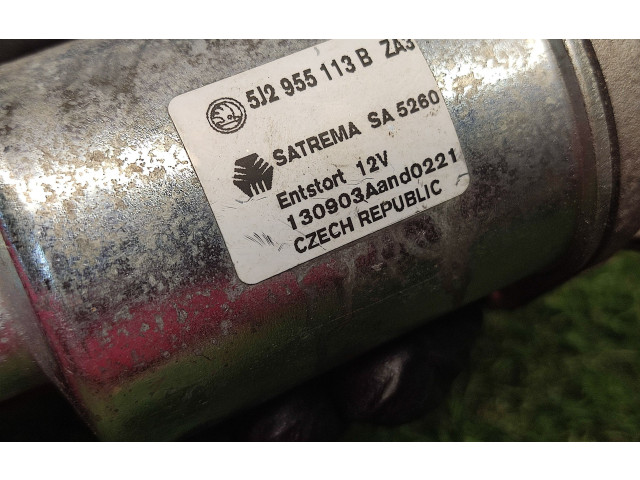 5J2 955 113 B ZA3
SATREMA SA 5260
Entstort 12V
130903Aand0221
CZECH REPUBLIC